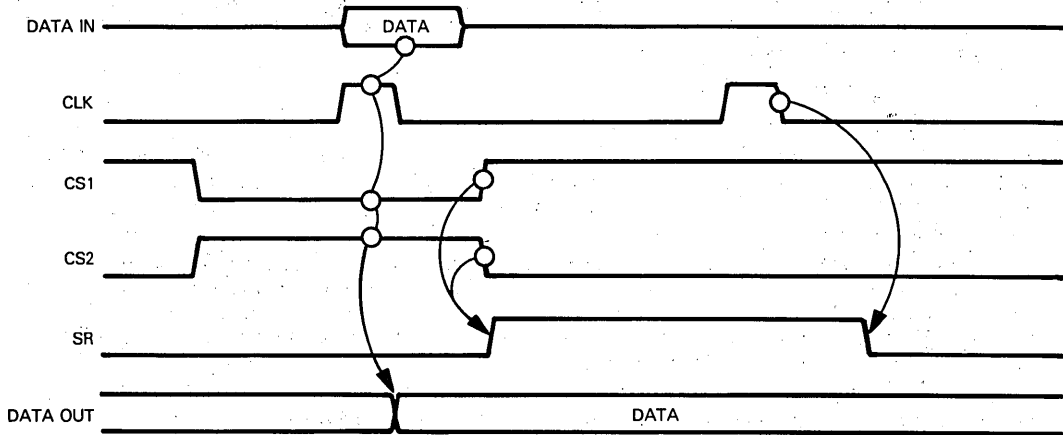 DATA IN
DATA
CLK
CS1
CS2
SR
DATA OUT
DATA